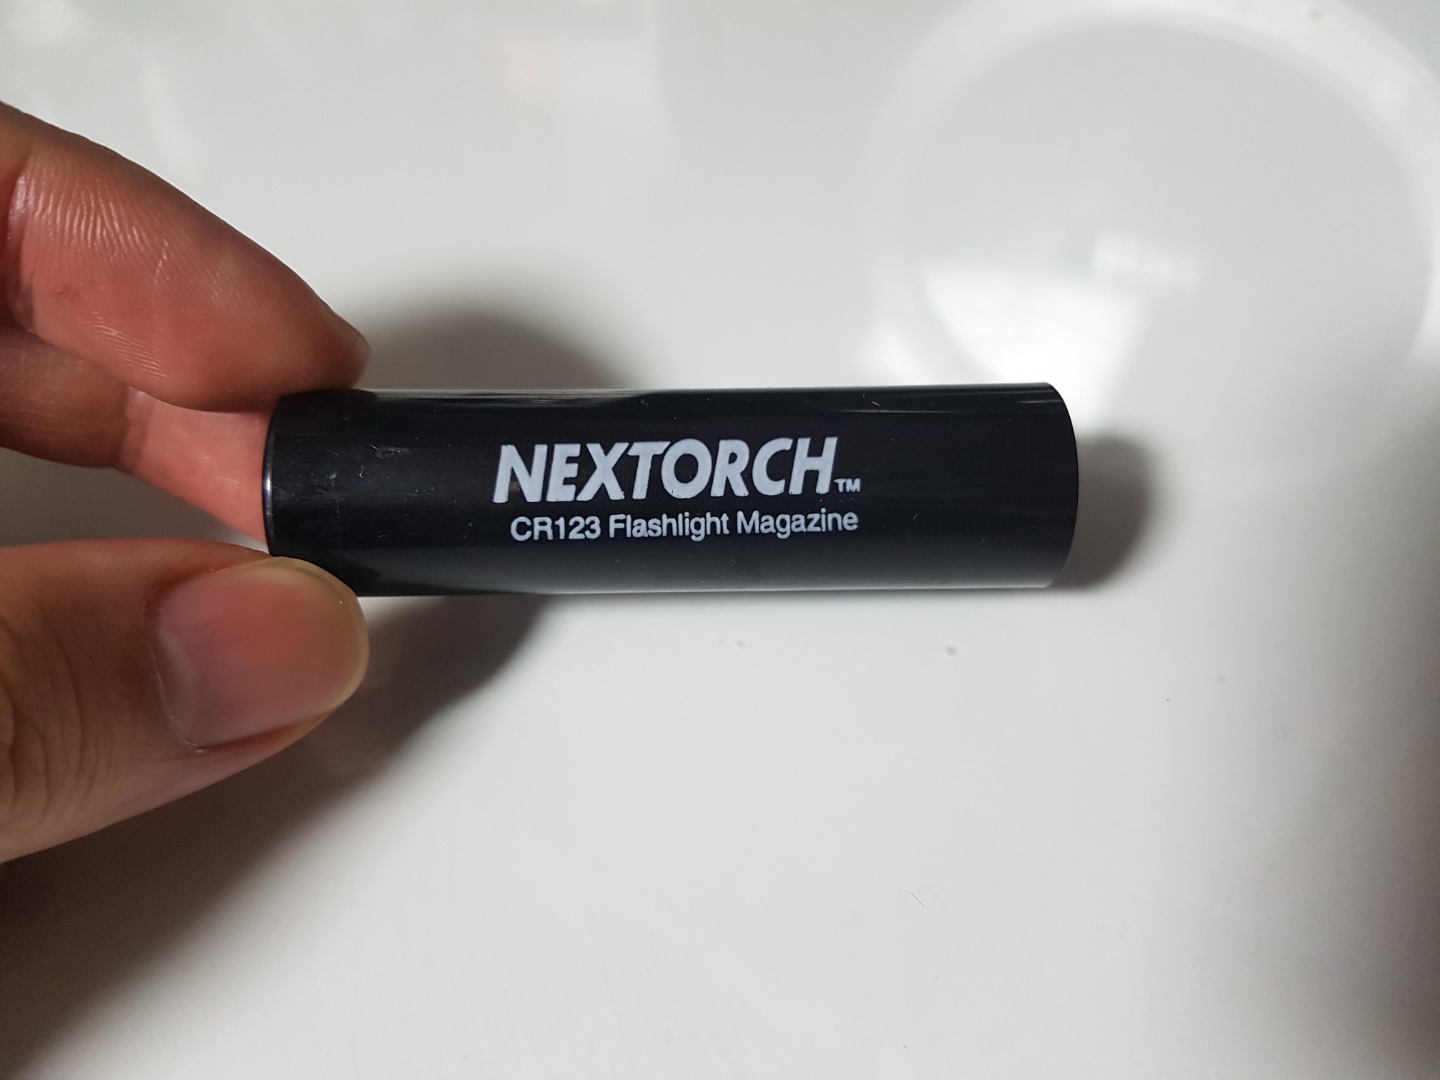 NEXTORCH™
CR123 Flashlight Magazine